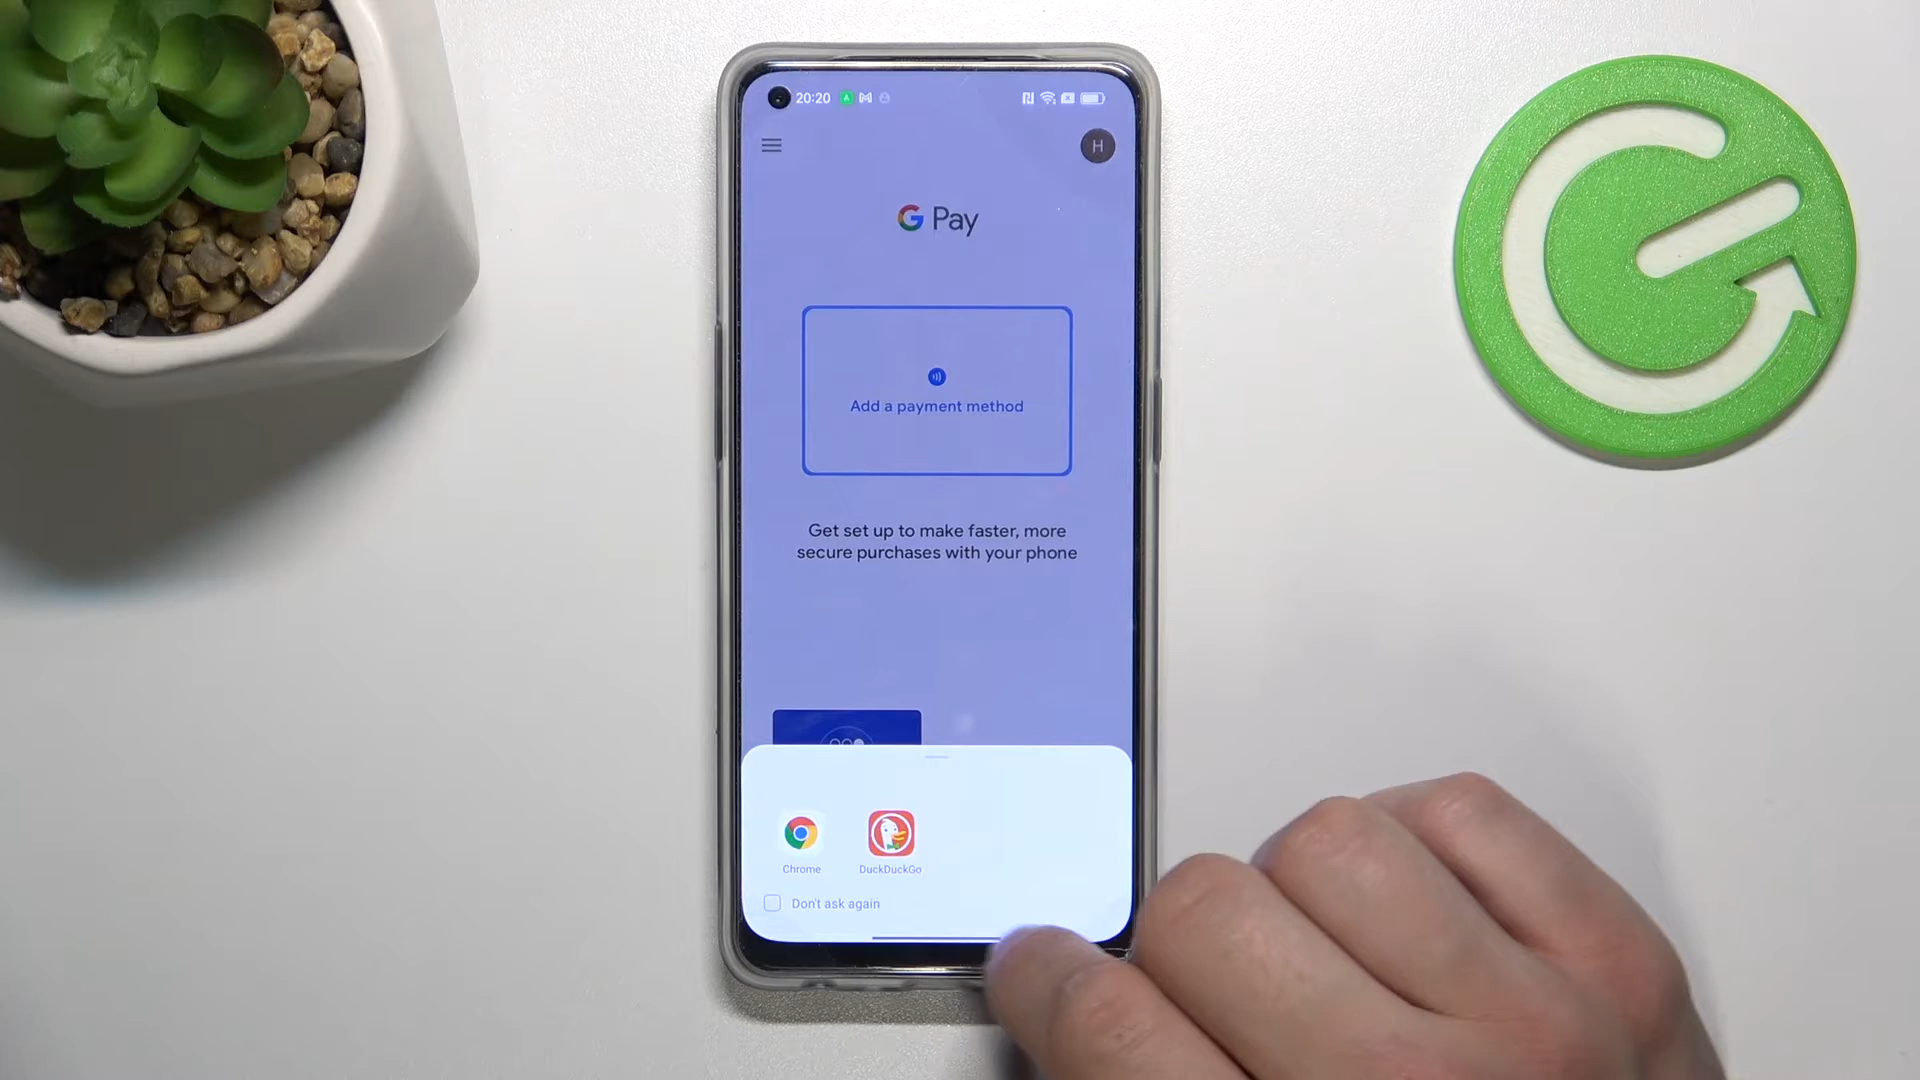 20:20
H
G Pay
Add a payment method
Get set up to make faster, more
secure purchases with your phone
Chrome
DuckDuckGo
Don't ask again